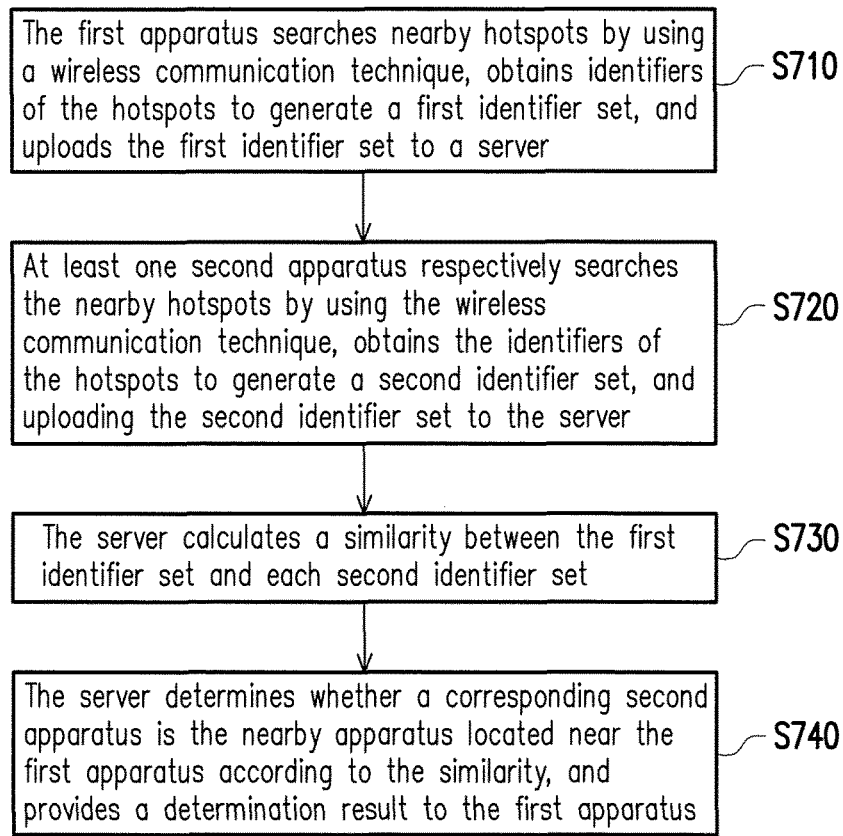 The first apparatus searches nearby hotspots by using
a wireless communication technique, obtains identifiers
of the hotspots to generate a first identifier set, and
uploads the first identifier set to a server
S710
At least one second apparatus respectively searches
the nearby hotspots by using the wireless
communication technique, obtains the identifiers of
the hotspots to generate a second identifier set, and
uploading the second identifier set to the server
S720
The server calculates a similarity between the first
identifier set and each second identifier set
S730
The server determines whether a corresponding second
apparatus is the nearby apparatus located near the
first apparatus according to the similarity, and
provides a determination result to the first apparatus
S740